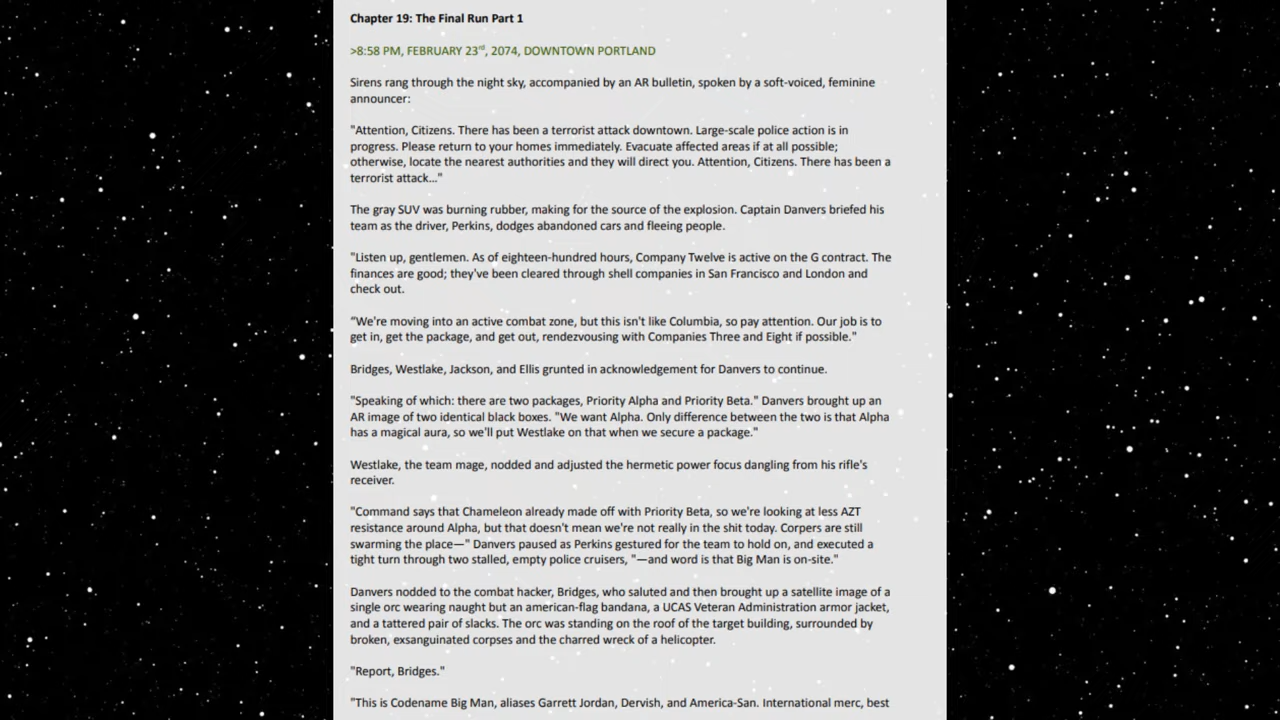 Chapter 19: The Final Run Part 1
>8:58 PM, FEBRUARY 23rd, 2074, DOWNTOWN PORTLAND
Sirens rang through the night sky, accompanied by an AR bulletin, spoken by a soft-voiced, feminine
announcer:
"Attention, Citizens. There has been a terrorist attack downtown. Large-scale police action is in
progress. Please return to your homes immediately. Evacuate affected areas if at all possible;
otherwise, locate the nearest authorities and they will direct you. Attention, Citizens. There has been a
terrorist attack..."
The gray SUV was burning rubber, making for the source of the explosion. Captain Danvers briefed his
team as the driver, Perkins, dodges abandoned cars and fleeing people.
"Listen up, gentlemen. As of eighteen-hundred hours, Company Twelve is active on the G contract. The
finances are good; they've been cleared through shell companies in San Francisco and London and
check out.
"We're moving into an active combat zone, but this isn't like Columbia, so pay attention. Our job is to
get in, get the package, and get out, rendezvousing with Companies Three and Eight if possible."
Bridges, Westlake, Jackson, and Ellis grunted in acknowledgement for Danvers to continue.
"Speaking of which: there are two packages, Priority Alpha and Priority Beta." Danvers brought up an
AR image of two identical black boxes. "We want Alpha. Only difference between the two is that Alpha
has a magical aura, so we'll put Westlake on that when we secure a package."
Westlake, the team mage, nodded and adjusted the hermetic power focus dangling from his rifle's
receiver.
"Command says that Chameleon already made off with Priority Beta, so we're looking at less AZT
resistance around Alpha, but that doesn't mean we're not really in the shit today. Corpers are still
swarming the place—" Danvers paused as Perkins gestured for the team to hold on, and executed a
tight turn through two stalled, empty police cruisers, "—and word is that Big Man is on-site."
Danvers nodded to the combat hacker, Bridges, who saluted and then brought up a satellite image of a
single orc wearing naught but an american-flag bandana, a UCAS Veteran Administration armor jacket,
and a tattered pair of slacks. The orc was standing on the roof of the target building, surrounded by
broken, exsanguinated corpses and the charred wreck of a helicopter.
"Report, Bridges."
"This is Codename Big Man, aliases Garrett Jordan, Dervish, and America-San. International merc, best